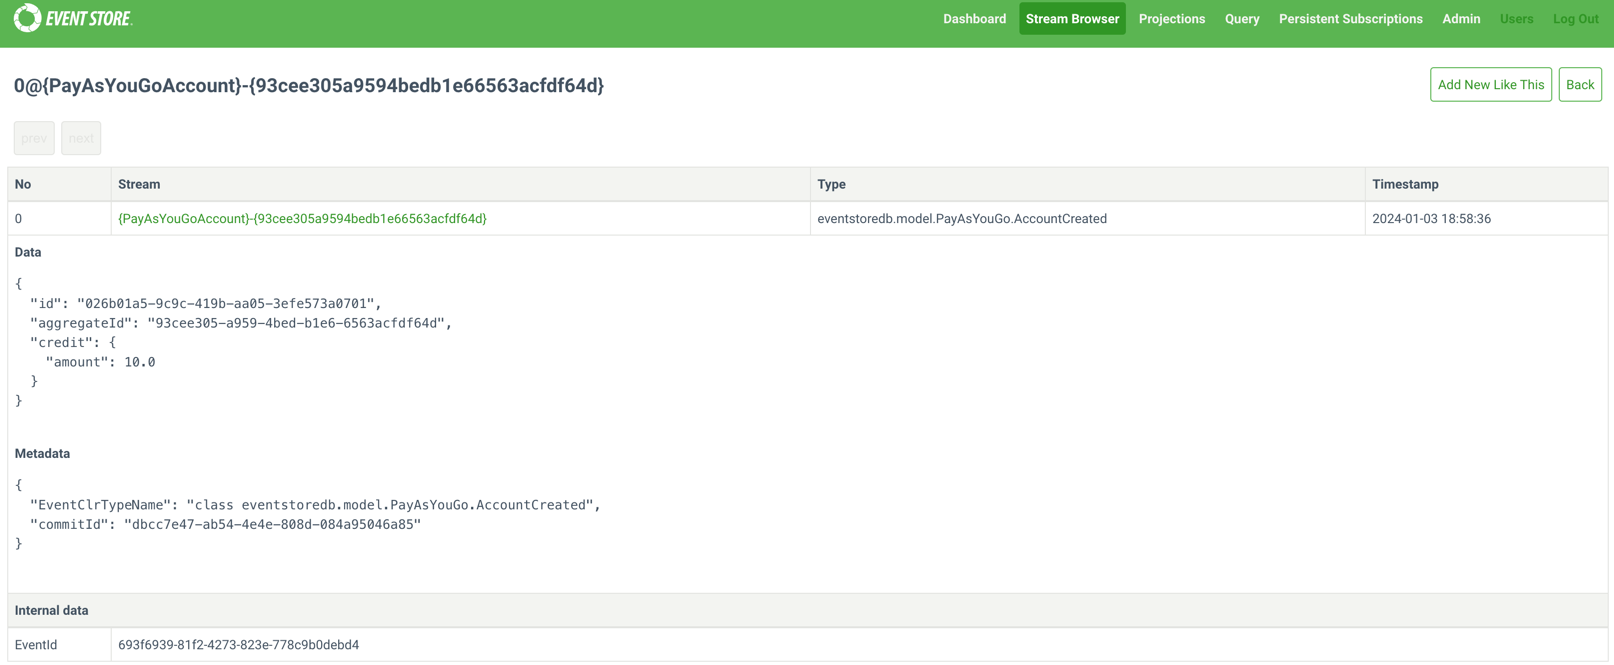 EVENT STORE
Dashboard Stream Browser Projections Query Persistent Subscriptions Admin Users Log Out
0@{PayAsYouGoAccount}-{93cee305a9594bedb1e66563acfdf64d}
Add New Like This Back
prev next
No Stream Type Timestamp
0 {PayAsYouGoAccount}-{93cee305a9594bedb1e66563acfdf64d} eventstoredb.model.PayAsYouGo.AccountCreated 2024-01-03 18:58:36
Data
{
"id": "026b01a5-9c9c-419b-aa05-3efe573a0701",
"aggregateId": "93cee305-a959-4bed-b1e6-6563acfdf64d",
"credit": {
"amount": 10.0
}
}
Metadata
{
"EventClrTypeName": "class eventstoredb.model.PayAsYouGo.AccountCreated",
"commitId": "dbcc7e47-ab54-4e4e-808d-084a95046a85"
}
Internal data
EventId 693f6939-81f2-4273-823e-778c9b0debd4